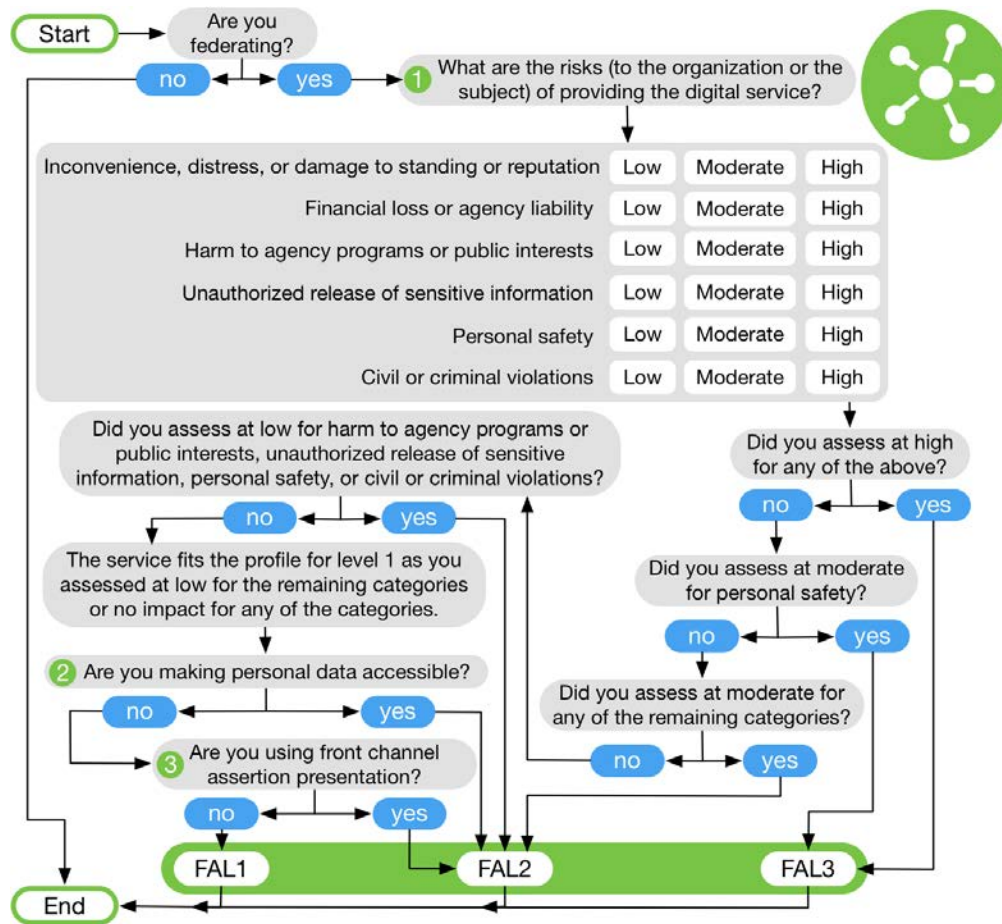 Start
Are you
federating?
no
yes
1
What are the risks (to the organization or the
subject) of providing the digital service?
Inconvenience, distress, or damage to standing or reputation Low Moderate High
Financial loss or agency liability Low Moderate High
Harm to agency programs or public interests Low Moderate High
Unauthorized release of sensitive information Low Moderate High
Personal safety Low Moderate High
Civil or criminal violations Low Moderate High
Did you assess at high
for any of the above?
no
yes
Did you assess at moderate
for personal safety?
no
yes
Did you assess at moderate for
any of the remaining categories?
no
yes
Did you assess at low for harm to agency programs or
public interests, unauthorized release of sensitive
information, personal safety, or civil or criminal violations?
no
yes
The service fits the profile for level 1 as you
assessed at low for the remaining categories
or no impact for any of the categories.
2
Are you making personal data accessible?
no
yes
3
Are you using front channel
assertion presentation?
no
yes
FAL1
FAL2
FAL3
End